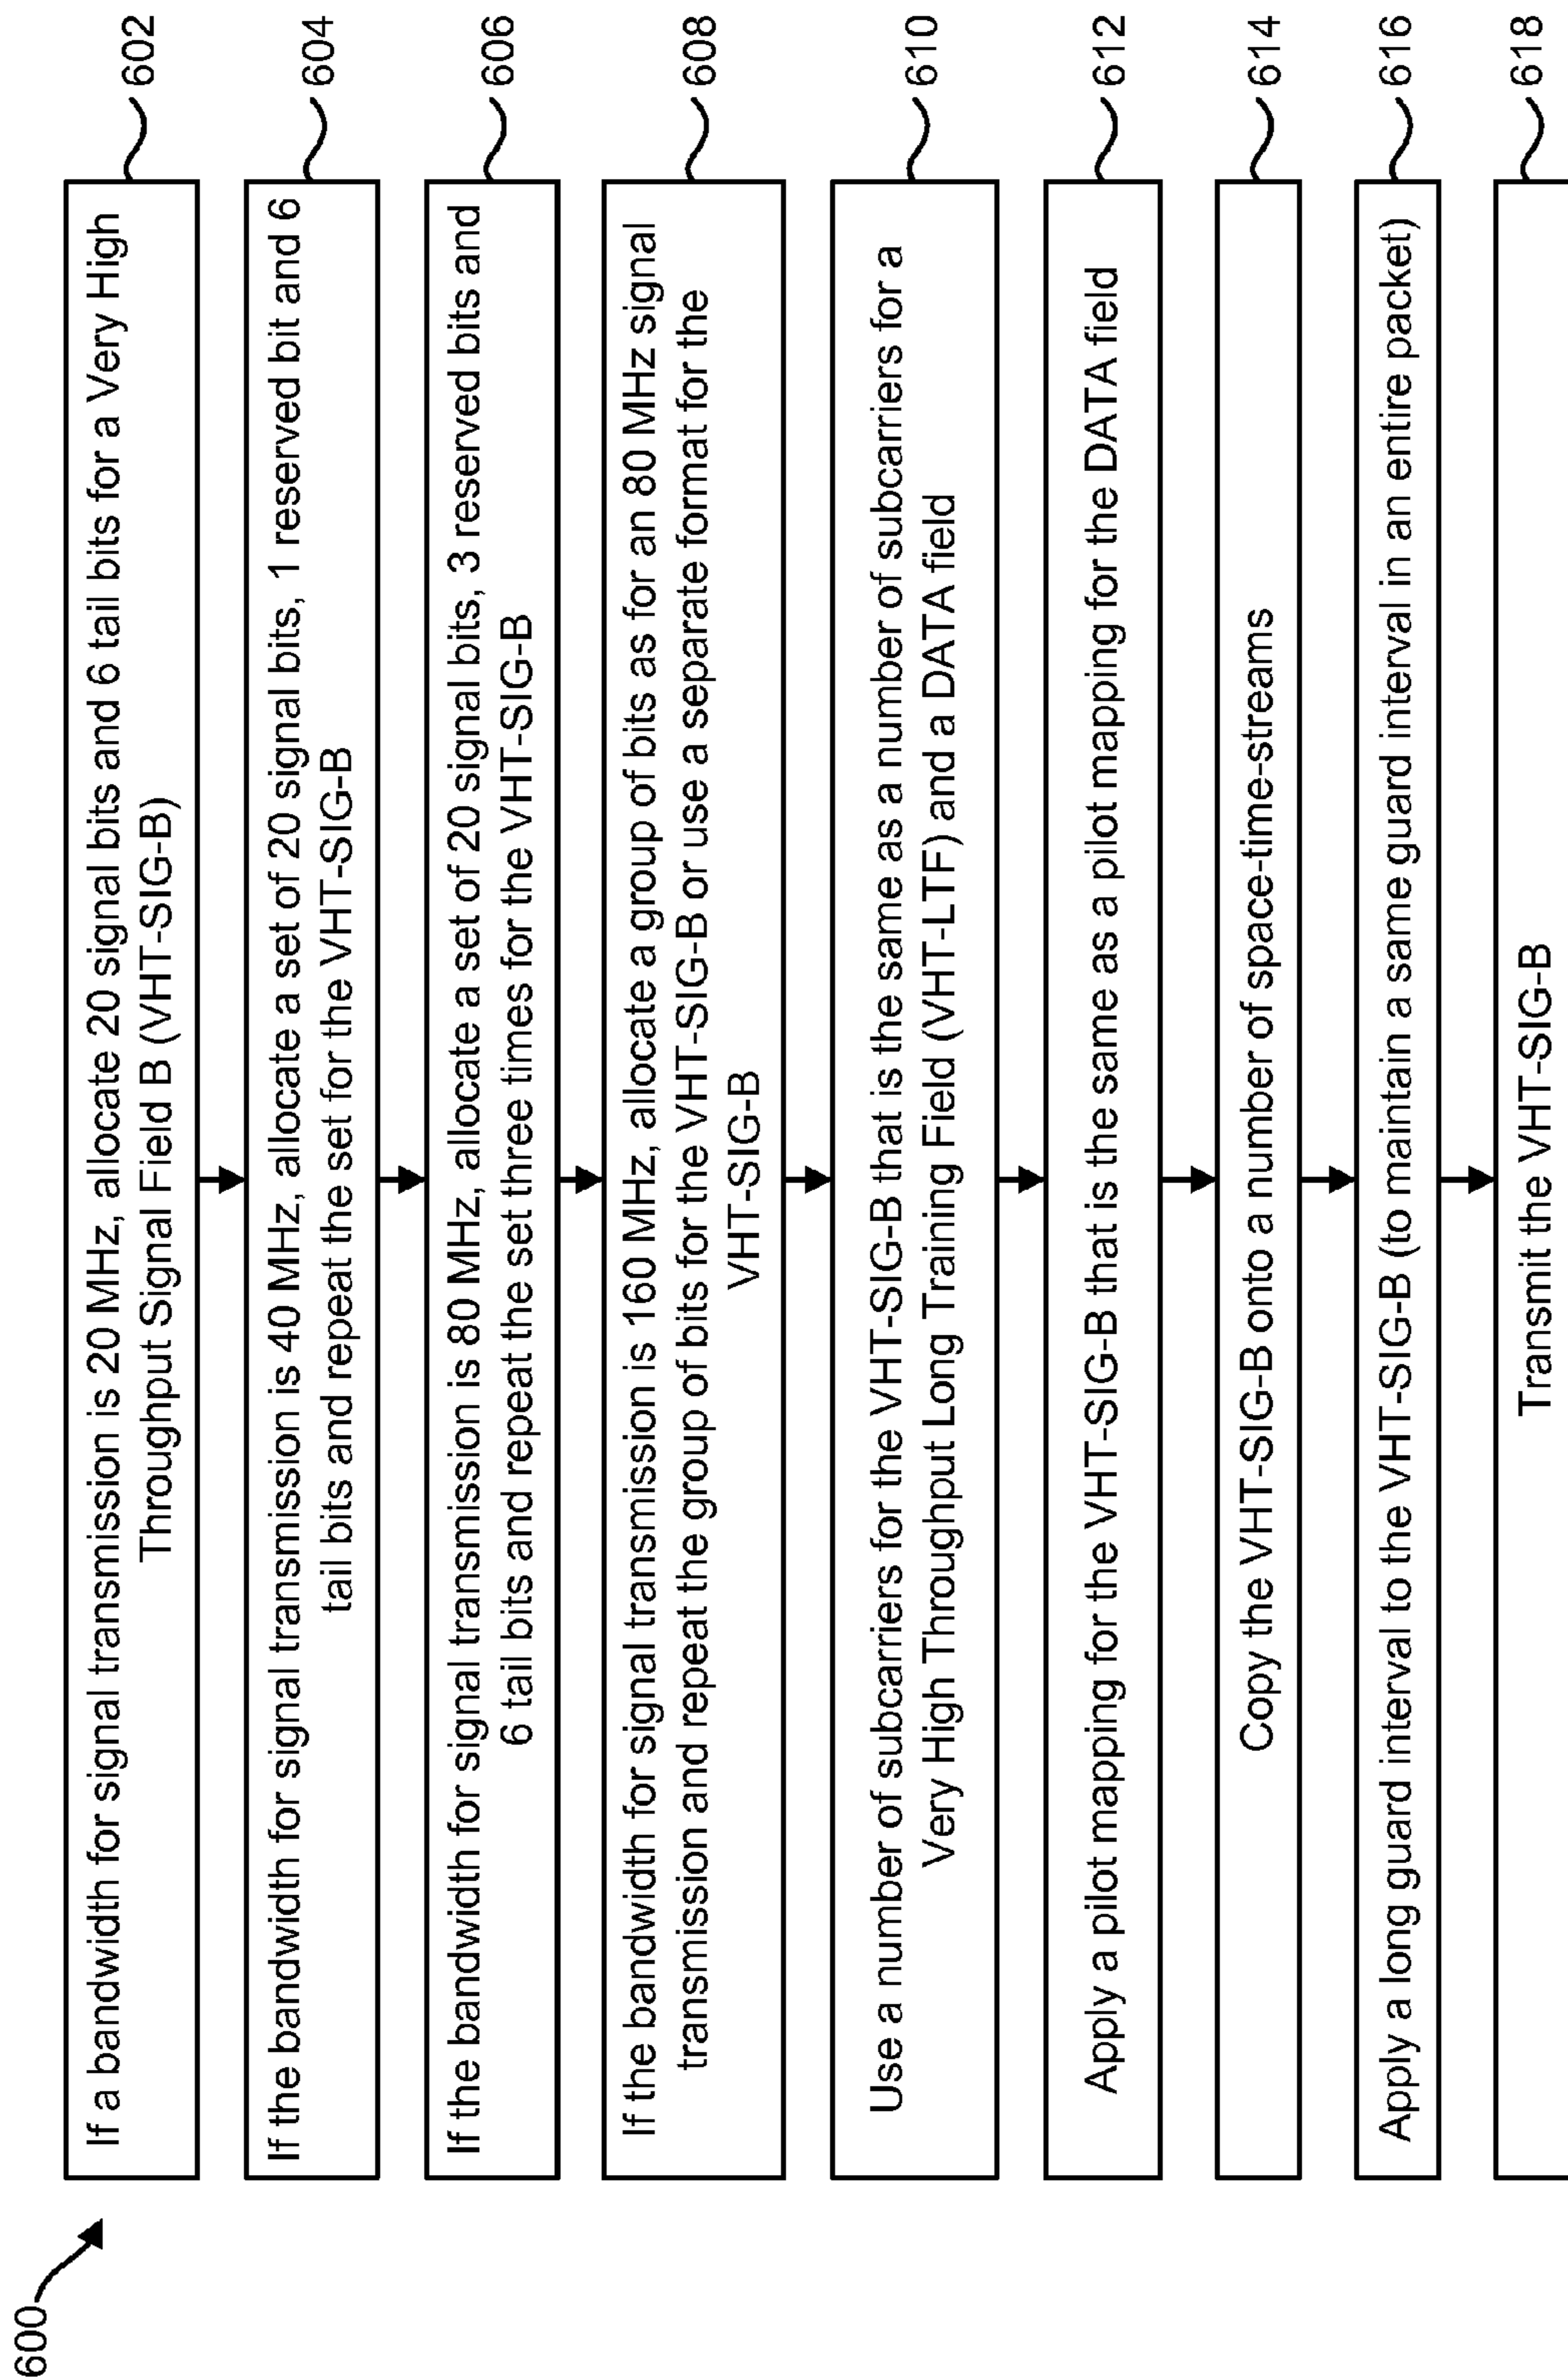 600
If a bandwidth for signal transmission is 20 MHz, allocate 20 signal bits and 6 tail bits for a Very High
Throughput Signal Field B (VHT-SIG-B)
602
If the bandwidth for signal transmission is 40 MHz, allocate a set of 20 signal bits, 1 reserved bit and 6
tail bits and repeat the set for the VHT-SIG-B
604
If the bandwidth for signal transmission is 80 MHz, allocate a set of 20 signal bits, 3 reserved bits and
6 tail bits and repeat the set three times for the VHT-SIG-B
606
If the bandwidth for signal transmission is 160 MHz, allocate a group of bits as for an 80 MHz signal
transmission and repeat the group of bits for the VHT-SIG-B or use a separate format for the
VHT-SIG-B
608
Use a number of subcarriers for the VHT-SIG-B that is the same as a number of subcarriers for a
Very High Throughput Long Training Field (VHT-LTF) and a DATA field
610
Apply a pilot mapping for the VHT-SIG-B that is the same as a pilot mapping for the DATA field
612
Copy the VHT-SIG-B onto a number of space-time-streams
614
Apply a long guard interval to the VHT-SIG-B (to maintain a same guard interval in an entire packet)
616
Transmit the VHT-SIG-B
618